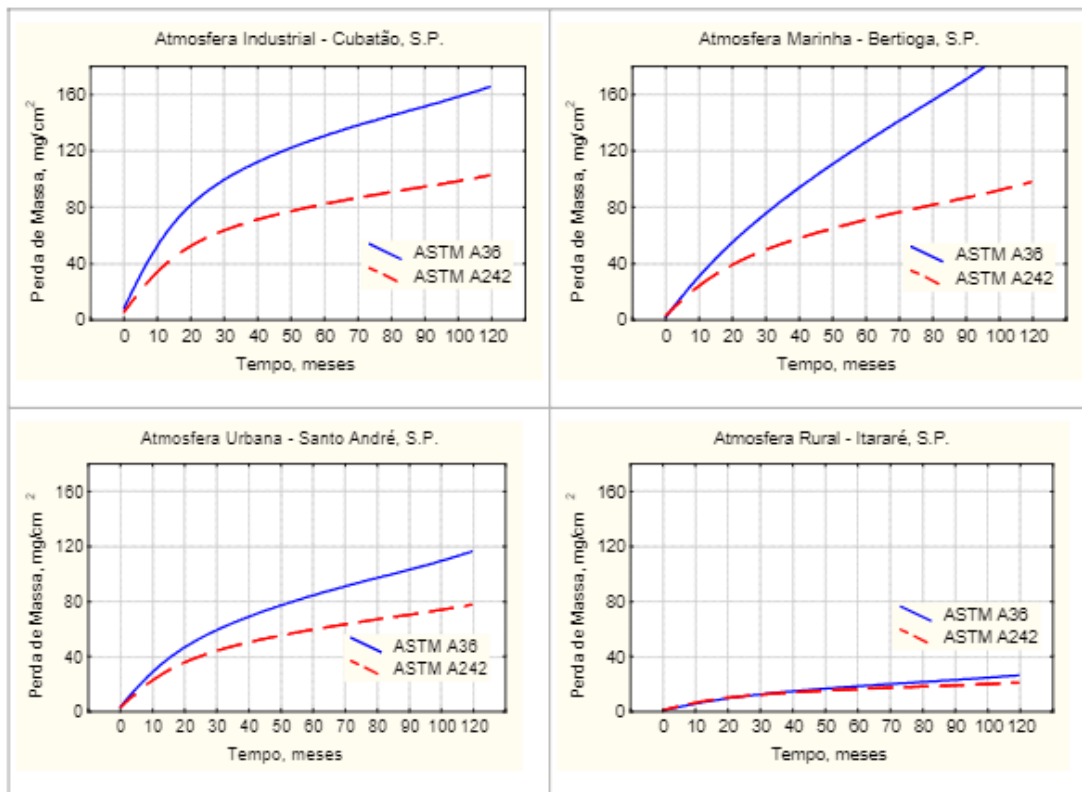 Atmosfera Industrial - Cubatão, S.P.
Perda de Massa, mg/cm²
160
120
80
40
0
ASTM A36
ASTM A242
0 10 20 30 40 50 60 70 80 90 100 120
Tempo, meses
Atmosfera Marinha - Bertioga, S.P.
Perda de Massa, mg/cm²
160
120
80
40
0
ASTM A36
ASTM A242
0 10 20 30 40 50 60 70 80 90 100 120
Tempo, meses
Atmosfera Urbana - Santo André, S.P.
Perda de Massa, mg/cm ²
160
120
80
40
0
ASTM A36
ASTM A242
0 10 20 30 40 50 60 70 80 90 100 120
Tempo, meses
Atmosfera Rural - Itararé, S.P.
Perda de Massa, mg/cm ²
160
120
80
40
0
ASTM A36
ASTM A242
0 10 20 30 40 50 60 70 80 90 100 120
Tempo, meses